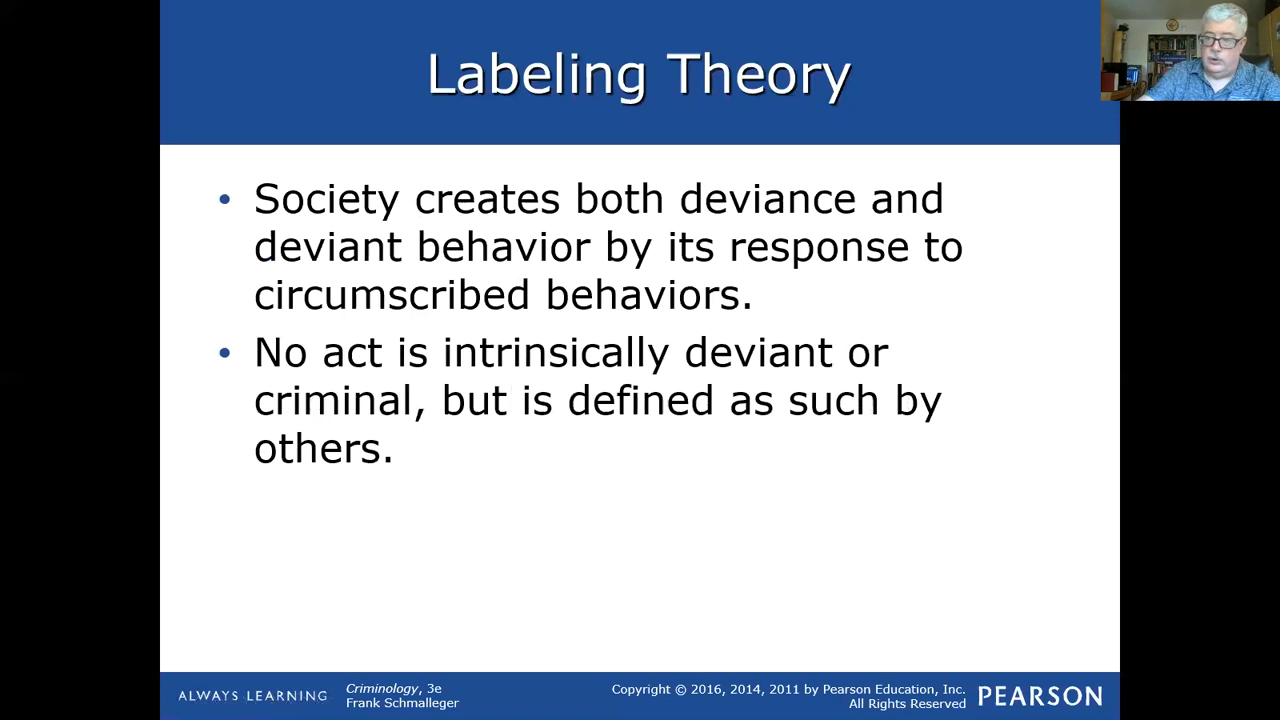 Labeling Theory
• Society creates both deviance and
deviant behavior by its response to
circumscribed behaviors.
• No act is intrinsically deviant or
criminal, but is defined as such by
others.
ALWAYS LEARNING
Criminology, 3e
Frank Schmalleger
Copyright © 2016, 2014, 2011 by Pearson Education, Inc.
All Rights Reserved
PEARSON